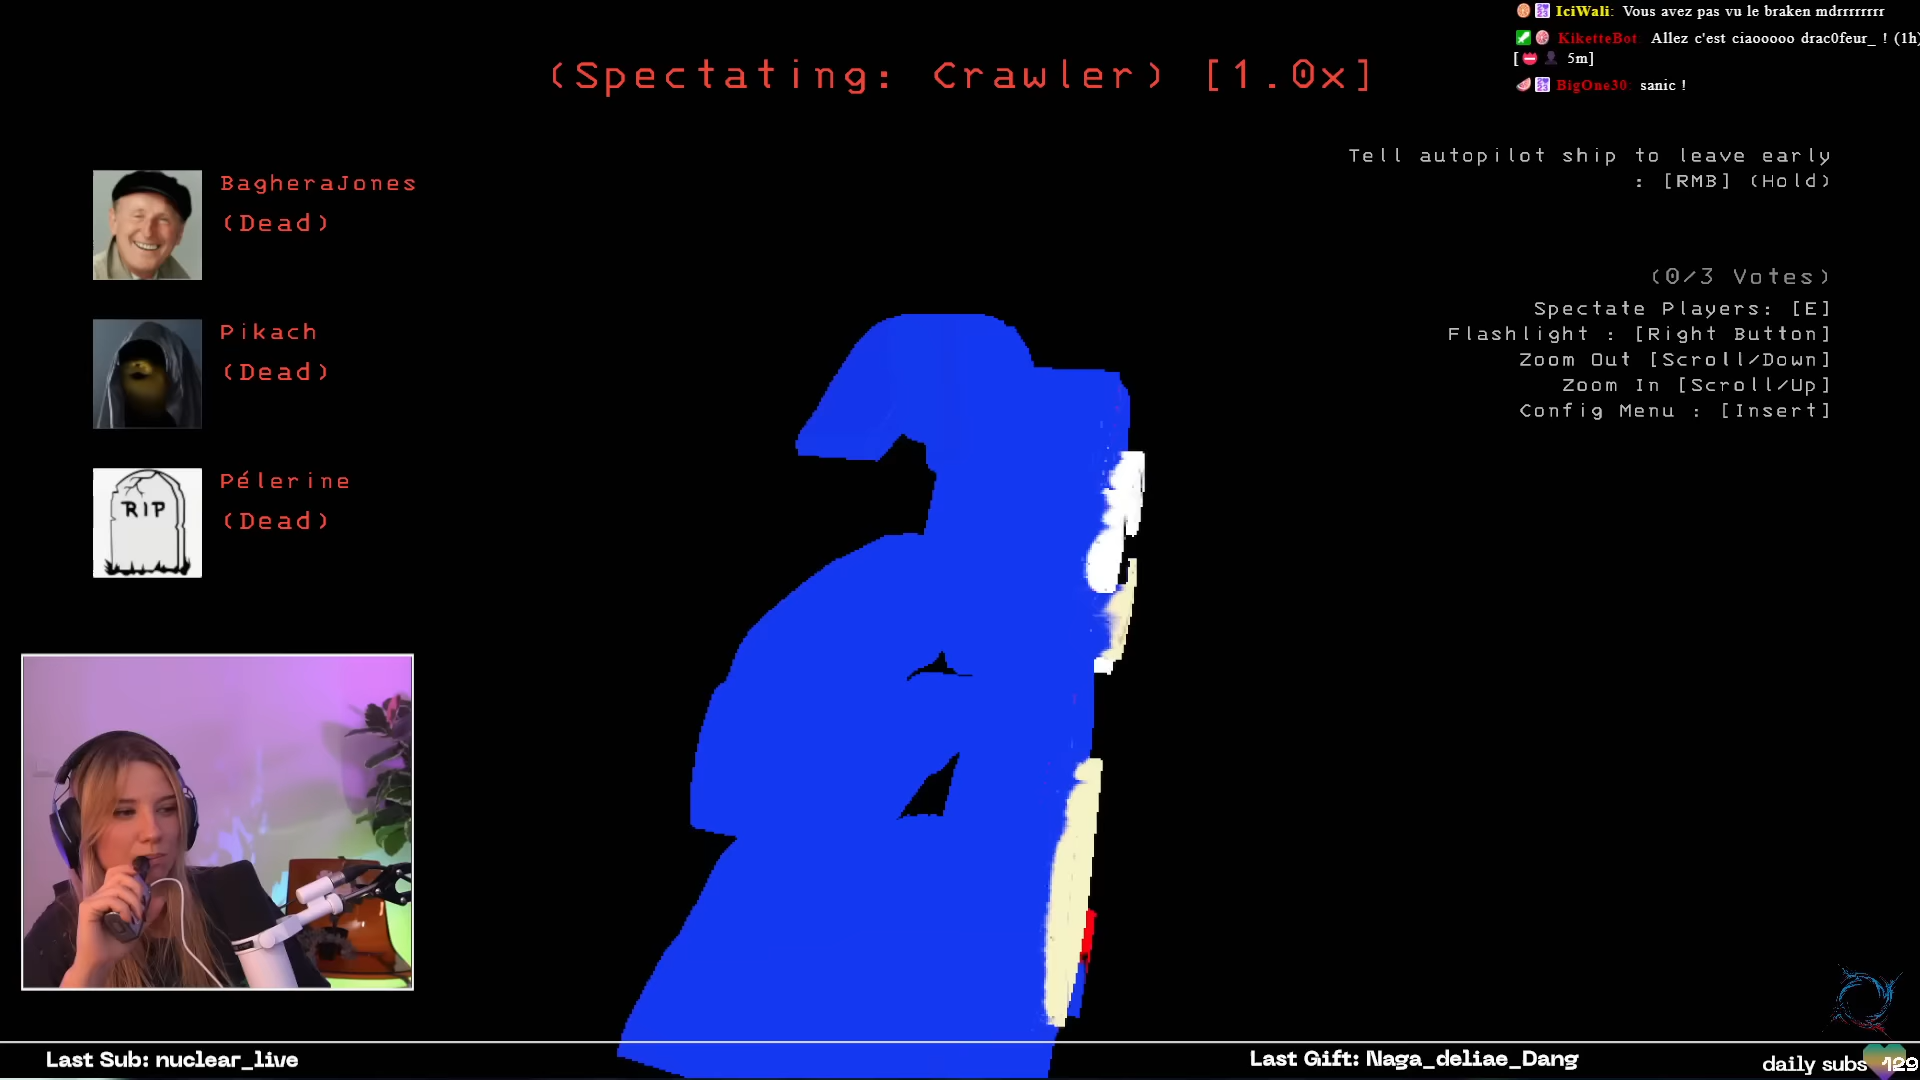 IciWali: Vous avez pas vu le braken mdrrrrrrr
KiketteBot Allez c'est ciaooooo drac0feur_ ! (1h)
[ 5m]
BigOne30: sanic !
(Spectating: Crawler) [1.0x]
Tell autopilot ship to leave early
: [RMB] (Hold)
(0/3 Votes)
Spectate Players: [E]
Flashlight : [Right Button]
Zoom Out [Scroll/Down]
Zoom In [Scroll/Up]
Config Menu : [Insert]
BagheraJones
(Dead)
Pikach
(Dead)
RIP
Pélerine
(Dead)
Last Sub: nuclear_live
Last Gift: Naga_deliae_Dang
daily subs 129